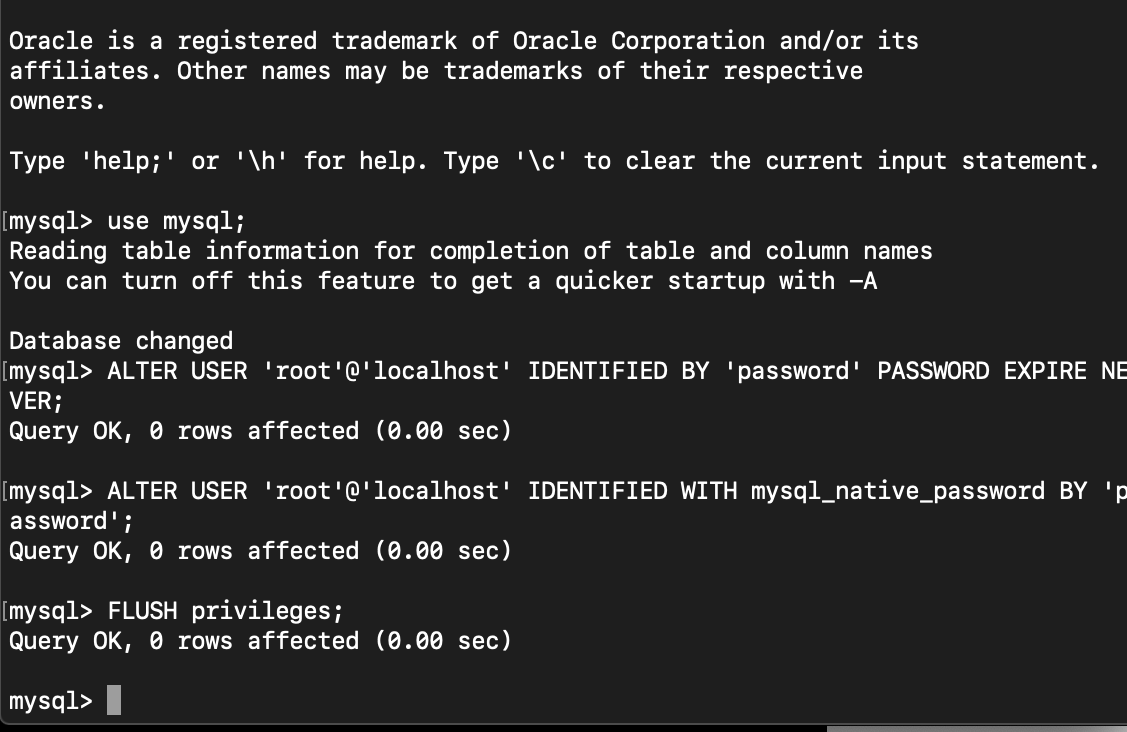 Oracle is a registered trademark of Oracle Corporation and/or its
affiliates. Other names may be trademarks of their respective
owners.
Type 'help;' or '\h' for help. Type '\c' to clear the current input statement.
[mysql> use mysql;
Reading table information for completion of table and column names
You can turn off this feature to get a quicker startup with -A
Database changed
[mysql> ALTER USER 'root'@'localhost' IDENTIFIED BY 'password' PASSWORD EXPIRE NE
VER;
Query OK, 0 rows affected (0.00 sec)
[mysql> ALTER USER 'root'@'localhost' IDENTIFIED WITH mysql_native_password BY 'p
assword';
Query OK, 0 rows affected (0.00 sec)
[mysql> FLUSH privileges;
Query OK, 0 rows affected (0.00 sec)
mysql>